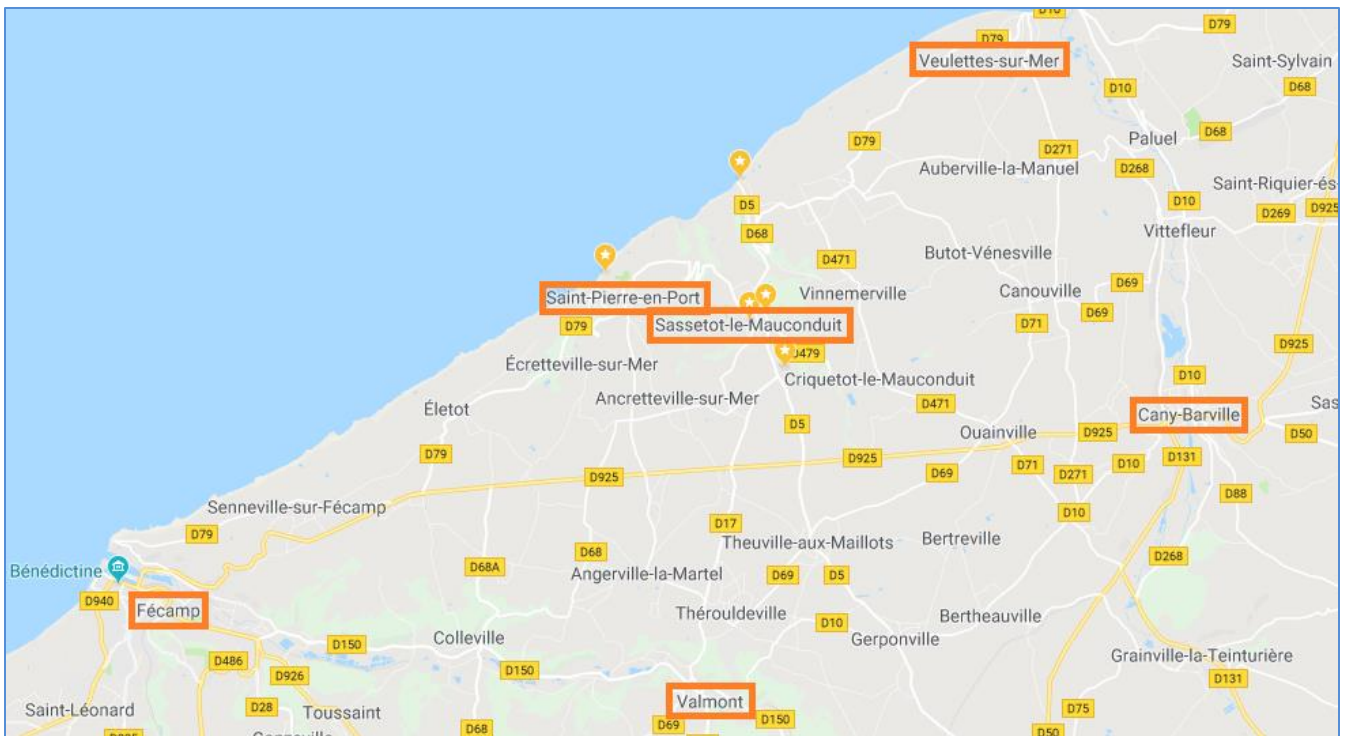 D10
D79
D79
Veulettes-sur-Mer
Saint-Sylvain
D10
D68
D79
D271
Paluel
D68
Auberville-la-Manuel
D268
Saint-Riquier-és
D5
D10
D269
D925
D68
Vittefleur
D471
Butot-Vénesville
Saint-Pierre-en-Port
Vinnemerville
Canouville
D69
D79
Sassetot-le-Mauconduit
D71
D69
D925
D479
Écretteville-sur-Mer
Criquetot-le-Mauconduit
D10
Ancretteville-sur-Mer
Életot
D471
Cany-Barville
Sas
D5
Ouainville
D925
D50
D79
D925
D925
D69
D71
D271
D10
D131
D88
Senneville-sur-Fécamp
D79
D17
D10
Theuville-aux-Maillots
Bertreville
D68
D268
Bénédictine
D68A
Angerville-la-Martel
D69
D5
D940
Fécamp
Thérouldeville
D10
Bertheauville
D150
Colleville
Gerponville
D486
D150
Grainville-la-Teinturière
D926
D131
Saint-Léonard
D28
Toussaint
Valmont
D75
D68
D69
D150
D50